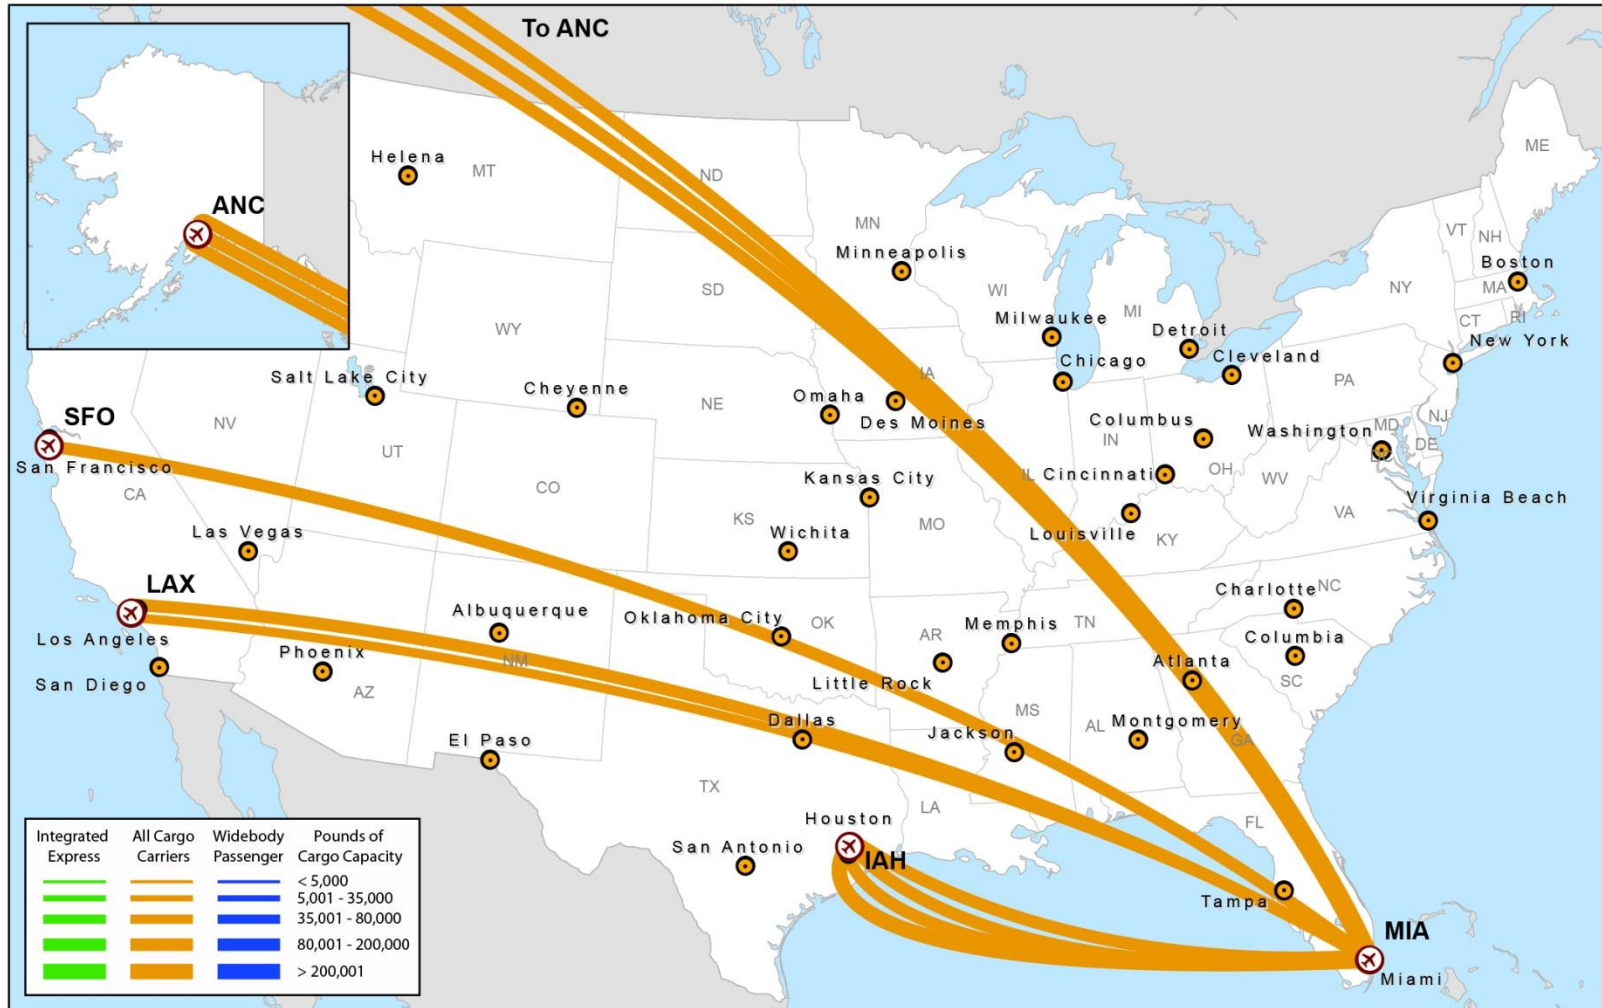 To ANC
ANC
Helena
MT
ND
MN
Minneapolis
SD
WI
Milwaukee
MI
Detroit
Chicago
Cleveland
ME
VT
NH
Boston
MA
NY
CT
RI
New York
PA
NJ
WY
Salt Lake City
Cheyenne
NE
Omaha
IA
Des Moines
Columbus
IN
OH
Cincinnati
IL
Washington
MD
DE
DC
WV
VA
Virginia Beach
SFO
San Francisco
NV
UT
CA
CO
Kansas City
KS
MO
Wichita
Louisville
KY
Las Vegas
LAX
Los Angeles
San Diego
Phoenix
AZ
Albuquerque
NM
Oklahoma City
OK
AR
Memphis
TN
Little Rock
Charlotte
NC
Columbia
SC
Atlanta
GA
MS
AL
Montgomery
Jackson
Dallas
El Paso
TX
LA
Houston
IAH
San Antonio
FL
Tampa
MIA
Miami
Integrated Express
All Cargo Carriers
Widebody Passenger
Pounds of Cargo Capacity
< 5,000
5,001 - 35,000
35,001 - 80,000
80,001 - 200,000
> 200,001